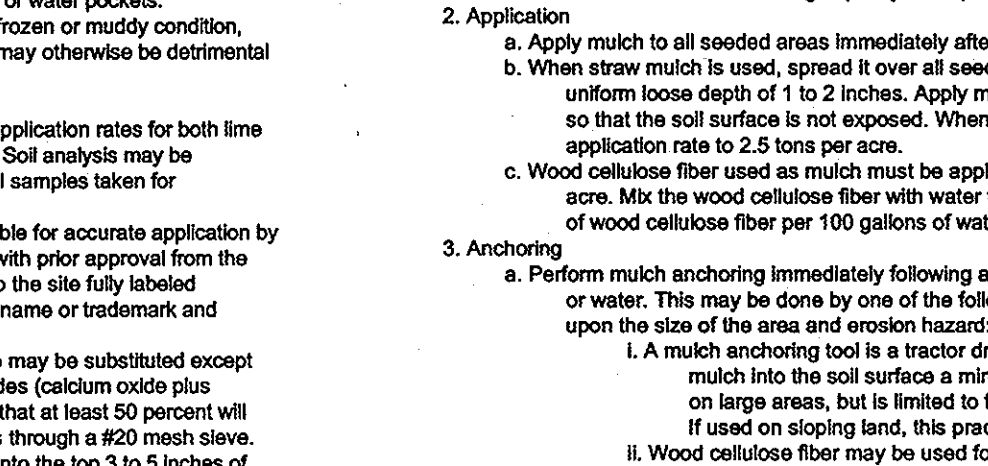 or water pockets.
frozen or muddy condition,
may otherwise be detrimental
pplication rates for both lime
Soil analysis may be
l samples taken for
ble for accurate application by
with prior approval from the
o the site fully labeled
name or trademark and
may be substituted except
des (calcium oxide plus
that at least 50 percent will
s through a #20 mesh sieve.
nto the top 3 to 5 inches of
2. Application
a. Apply mulch to all seeded areas immediately afte
b. When straw mulch is used, spread it over all seed
uniform loose depth of 1 to 2 inches. Apply m
so that the soil surface is not exposed. When
application rate to 2.5 tons per acre.
c. Wood cellulose fiber used as mulch must be appl
acre. Mix the wood cellulose fiber with water
of wood cellulose fiber per 100 gallons of wat
3. Anchoring
a. Perform mulch anchoring immediately following a
or water. This may be done by one of the foll
upon the size of the area and erosion hazard:
i. A mulch anchoring tool is a tractor dr
mulch into the soil surface a mi
on large areas, but is limited to f
If used on sloping land, this prac
ii. Wood cellulose fiber may be used fo